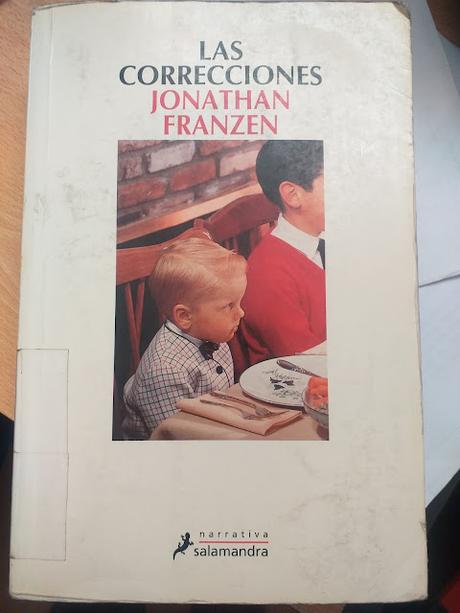 LAS
CORRECCIONES
JONATHAN
FRANZEN
narrativa
salamandra